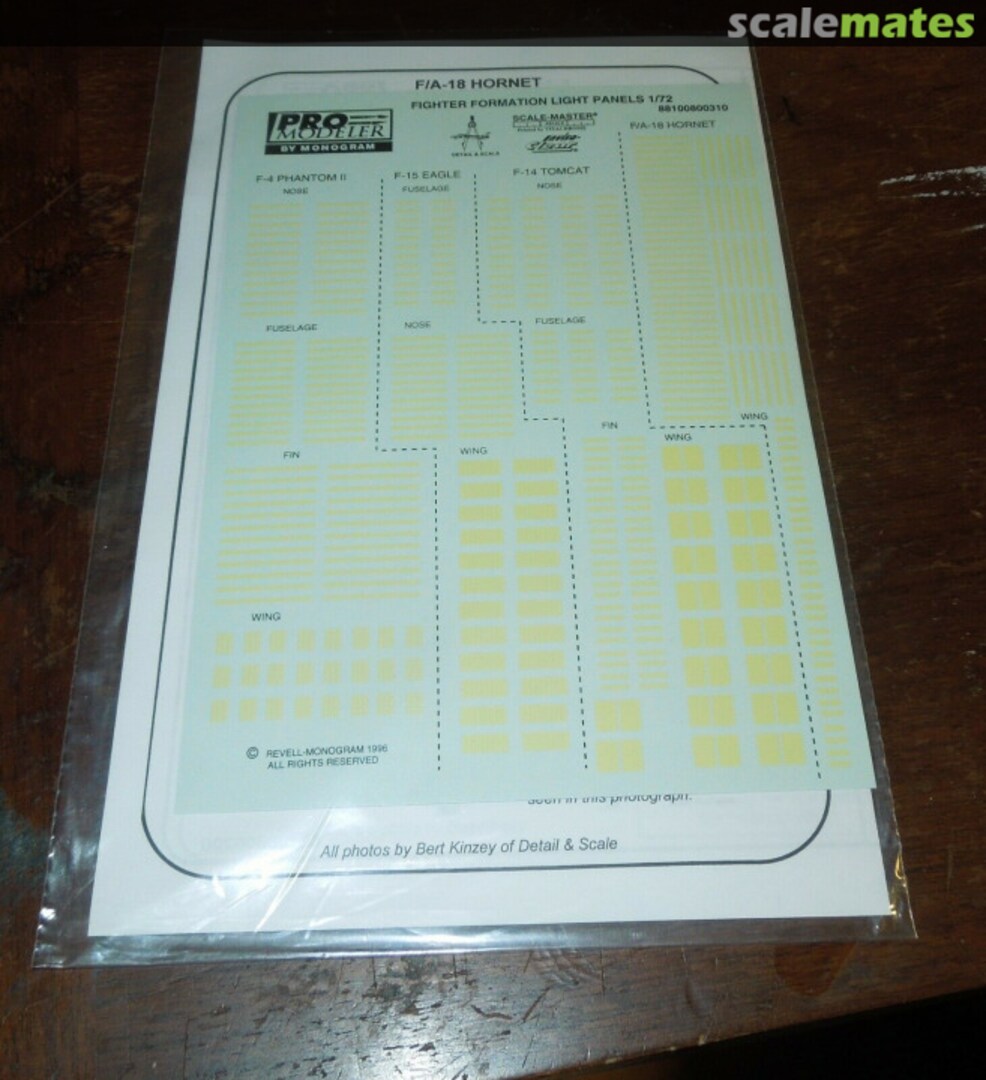 scalemates
F/A-18 HORNET
FIGHTER FORMATION LIGHT PANELS 1/72
88100800310
PRO
MODELER
BY MONOGRAM
DETAIL & SCALE
SCALE-MASTER®
F/A-18 HORNET
F-4 PHANTOM II
NOSE
F-15 EAGLE
FUSELAGE
F-14 TOMCAT
NOSE
FUSELAGE
NOSE
FUSELAGE
FIN
WING
FIN
WING
WING
WING
© REVELL-MONOGRAM 1996
ALL RIGHTS RESERVED
seen in this photograph.
All photos by Bert Kinzey of Detail & Scale